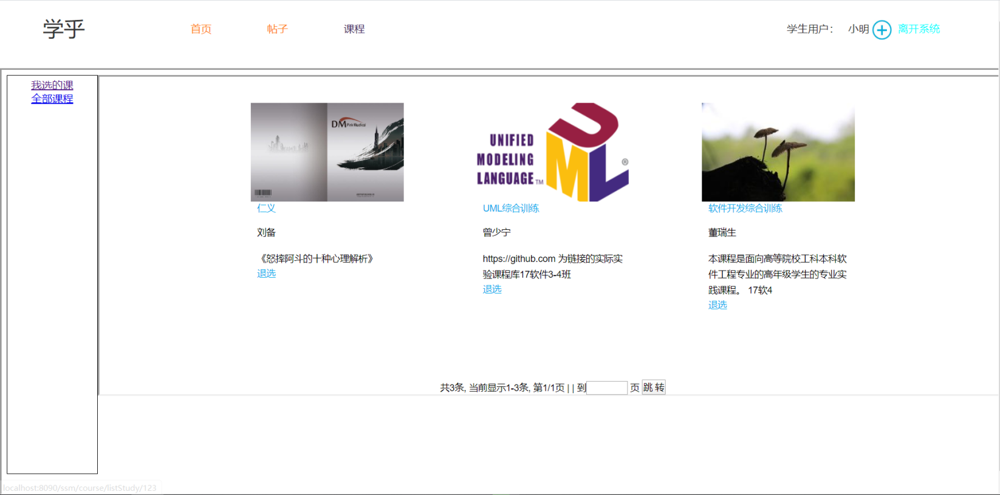 学乎
首页
帖子
课程
学生用户：
小明
离开系统
我选的课
全部课程
DM Pink Medical
UNIFIED
MODELING
LANGUAGE TM
UML ®
仁义
刘备
《怒摔阿斗的十种心理解析》
退选
UML综合训练
曾少宁
https://github.com 为链接的实际实
验课程库17软件3-4班
退选
软件开发综合训练
董瑞生
本课程是面向高等院校工科本科软
件工程专业的高年级学生的专业实
践课程。 17软4
退选
共3条, 当前显示1-3条, 第1/1页 | | 到 页 跳 转
localhost:8090/ssm/course/listStudy/123